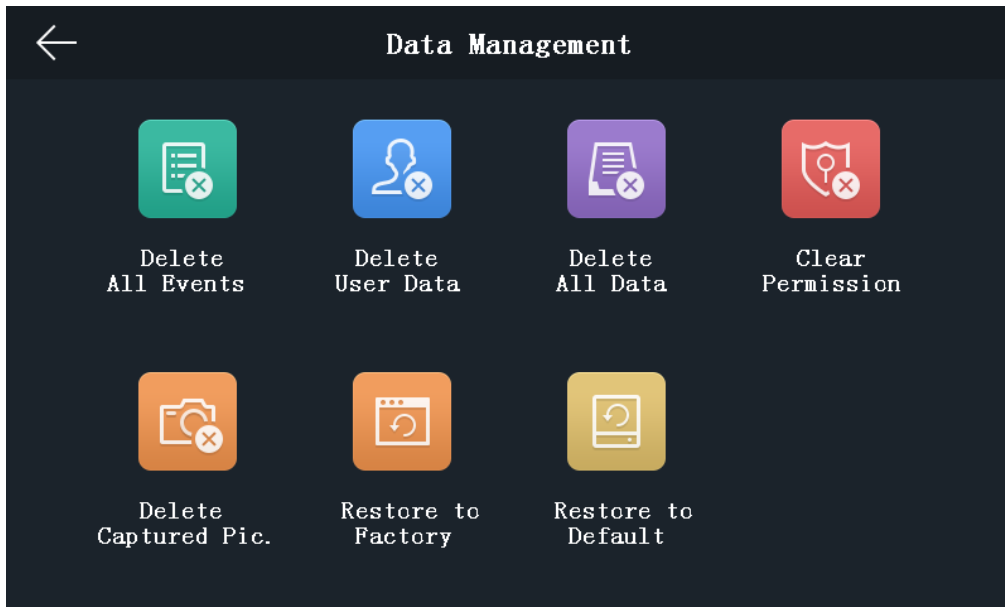 Data Management
Delete
All Events
Delete
User Data
Delete
All Data
Clear
Permission
Delete
Captured Pic.
Restore to
Factory
Restore to
Default